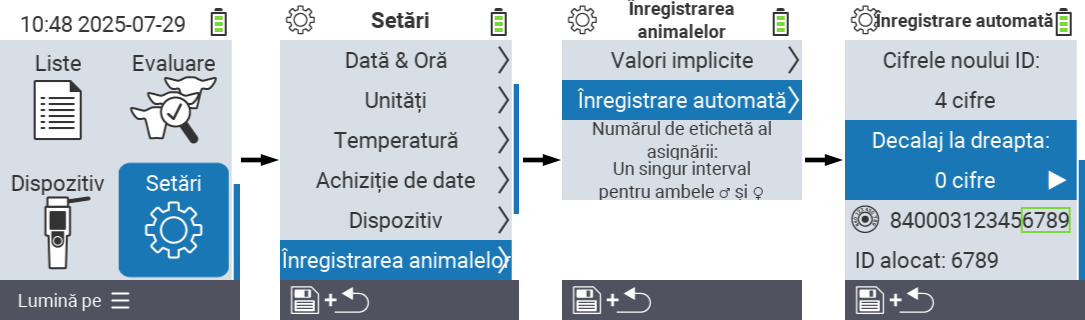 10:48 2025-07-29
Liste
Evaluare
Dispozitiv
Setări
Lumină pe
Setări
Dată & Oră
Unități
Temperatură
Achiziție de date
Dispozitiv
Înregistrarea animalelor
+
Înregistrarea
animalelor
Valori implicite
Înregistrare automată
Numărul de etichetă al
asignării:
Un singur interval
pentru ambele ♂ și ♀
+
Înregistrare automată
Cifrele noului ID:
4 cifre
Decalaj la dreapta:
0 cifre
840003123456789
ID alocat: 6789
+